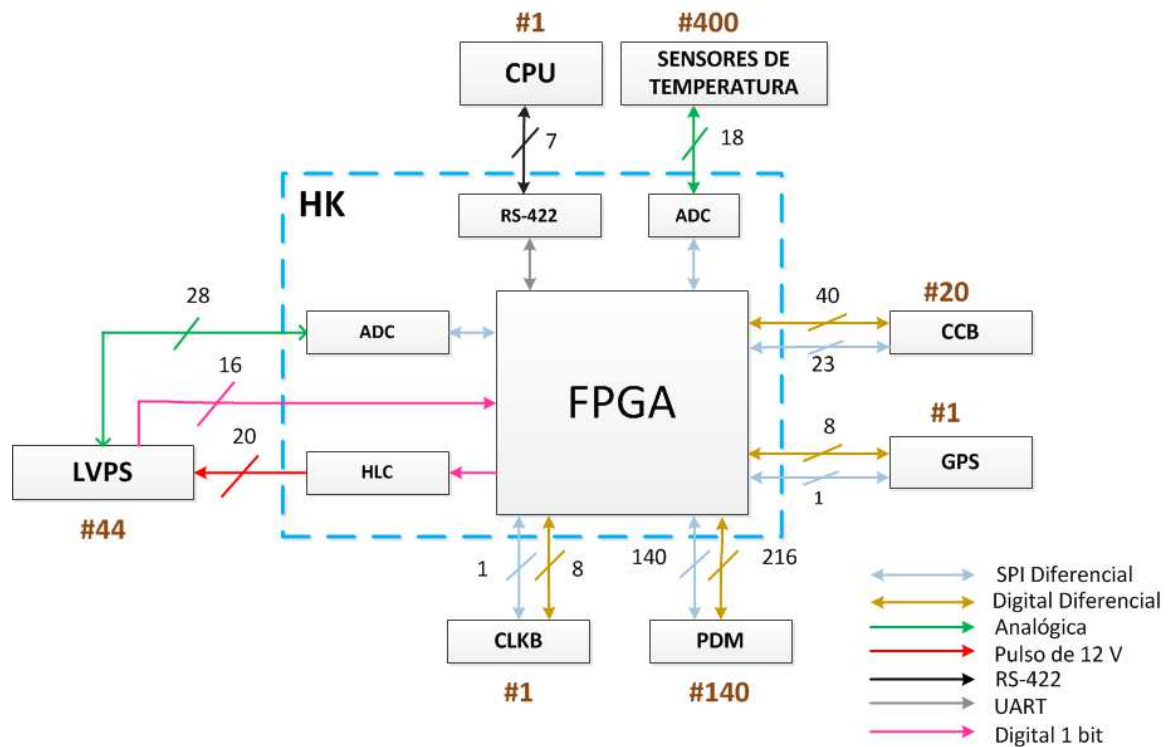 #1
#400
CPU
SENSORES DE
TEMPERATURA
7
18
HK
RS-422
ADC
28
40
#20
ADC
CCB
23
16
FPGA
8
#1
20
GPS
LVPS
HLC
1
#44
1
8
140
216
CLKB
PDM
#1
#140
SPI Diferencial
Digital Diferencial
Analógica
Pulso de 12 V
RS-422
UART
Digital 1 bit